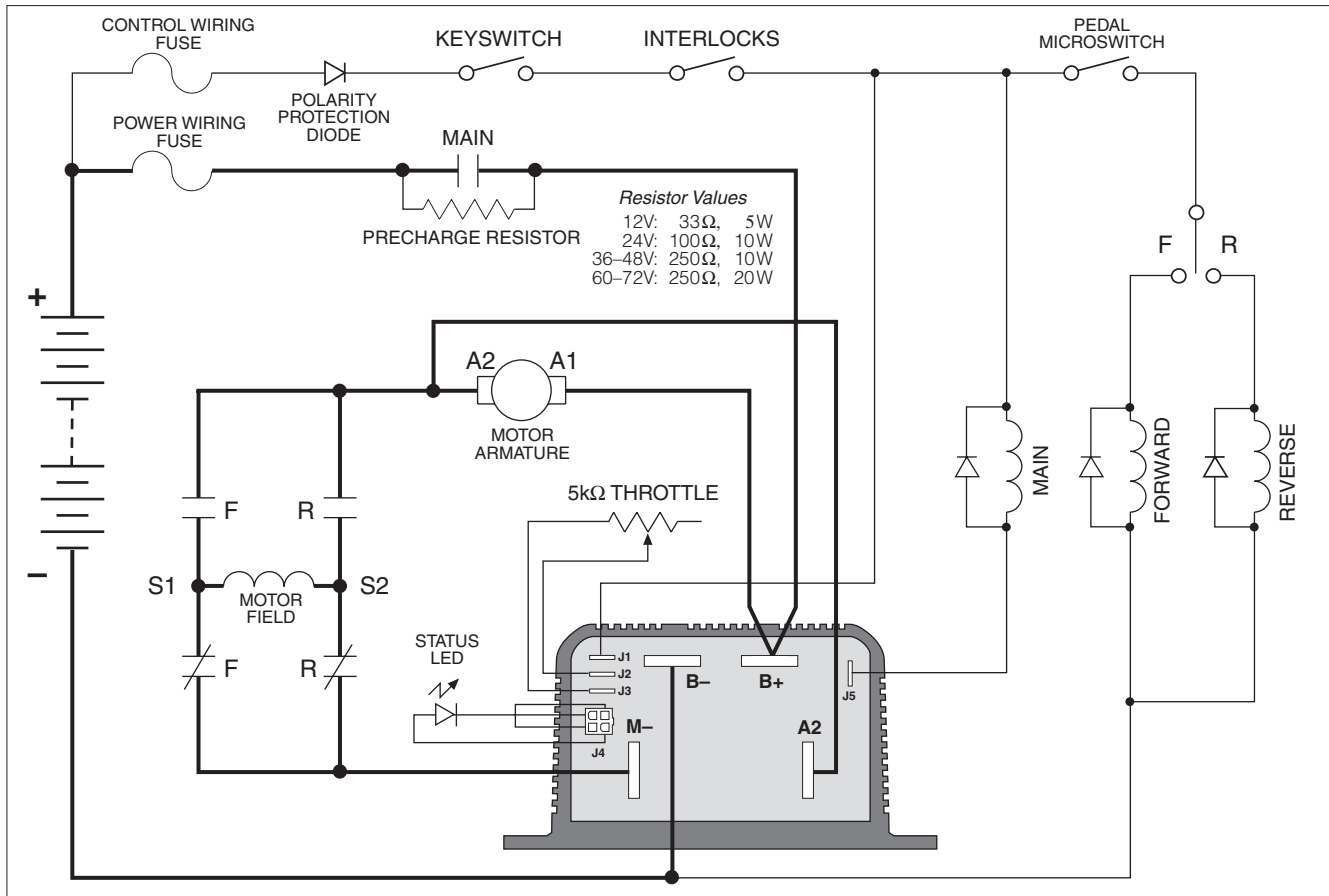 CONTROL WIRING
FUSE
KEYSWITCH
INTERLOCKS
PEDAL
MICROSWITCH
POLARITY
PROTECTION
DIODE
POWER WIRING
FUSE
MAIN
PRECHARGE RESISTOR
Resistor Values
12V: 33Ω, 5W
24V: 100Ω, 10W
36–48V: 250Ω, 10W
60–72V: 250Ω, 20W
F R
+
–
A2 A1
MOTOR
ARMATURE
5kΩ THROTTLE
F R
S1 S2
MOTOR
FIELD
F R
STATUS
LED
MAIN
FORWARD
REVERSE
J1
J2
J3
J4
B–
B+
J5
M–
A2